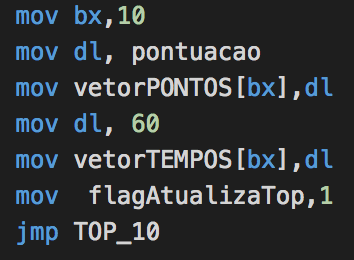 mov bx,10
mov dl, pontuacao
mov vetorPONTOS[bx],dl
mov dl, 60
mov vetorTEMPOS[bx],dl
mov  flagAtualizaTop,1
jmp TOP_10